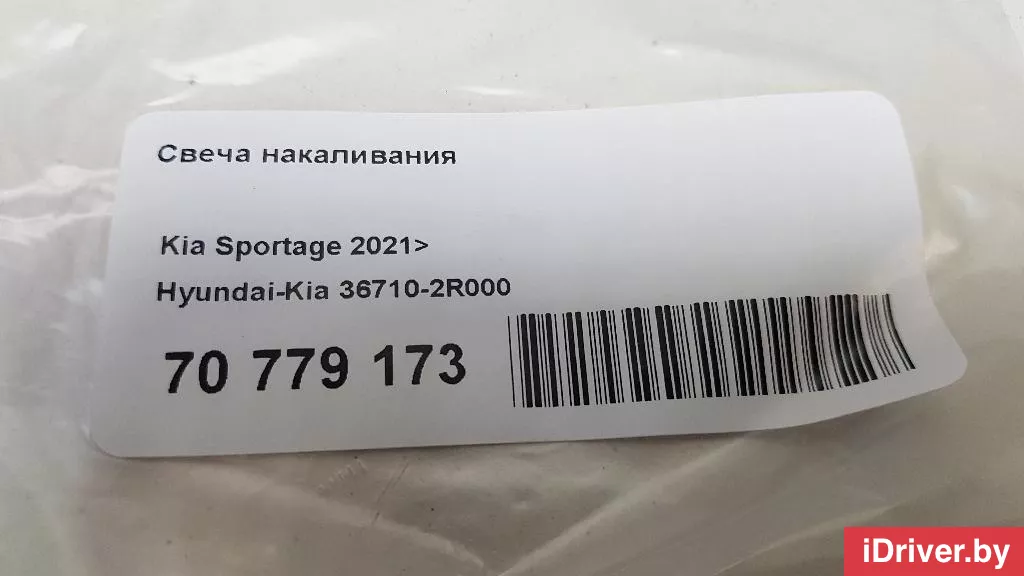 Свеча накаливания
Kia Sportage 2021>
Hyundai-Kia 36710-2R000
70 779 173
iDriver.by